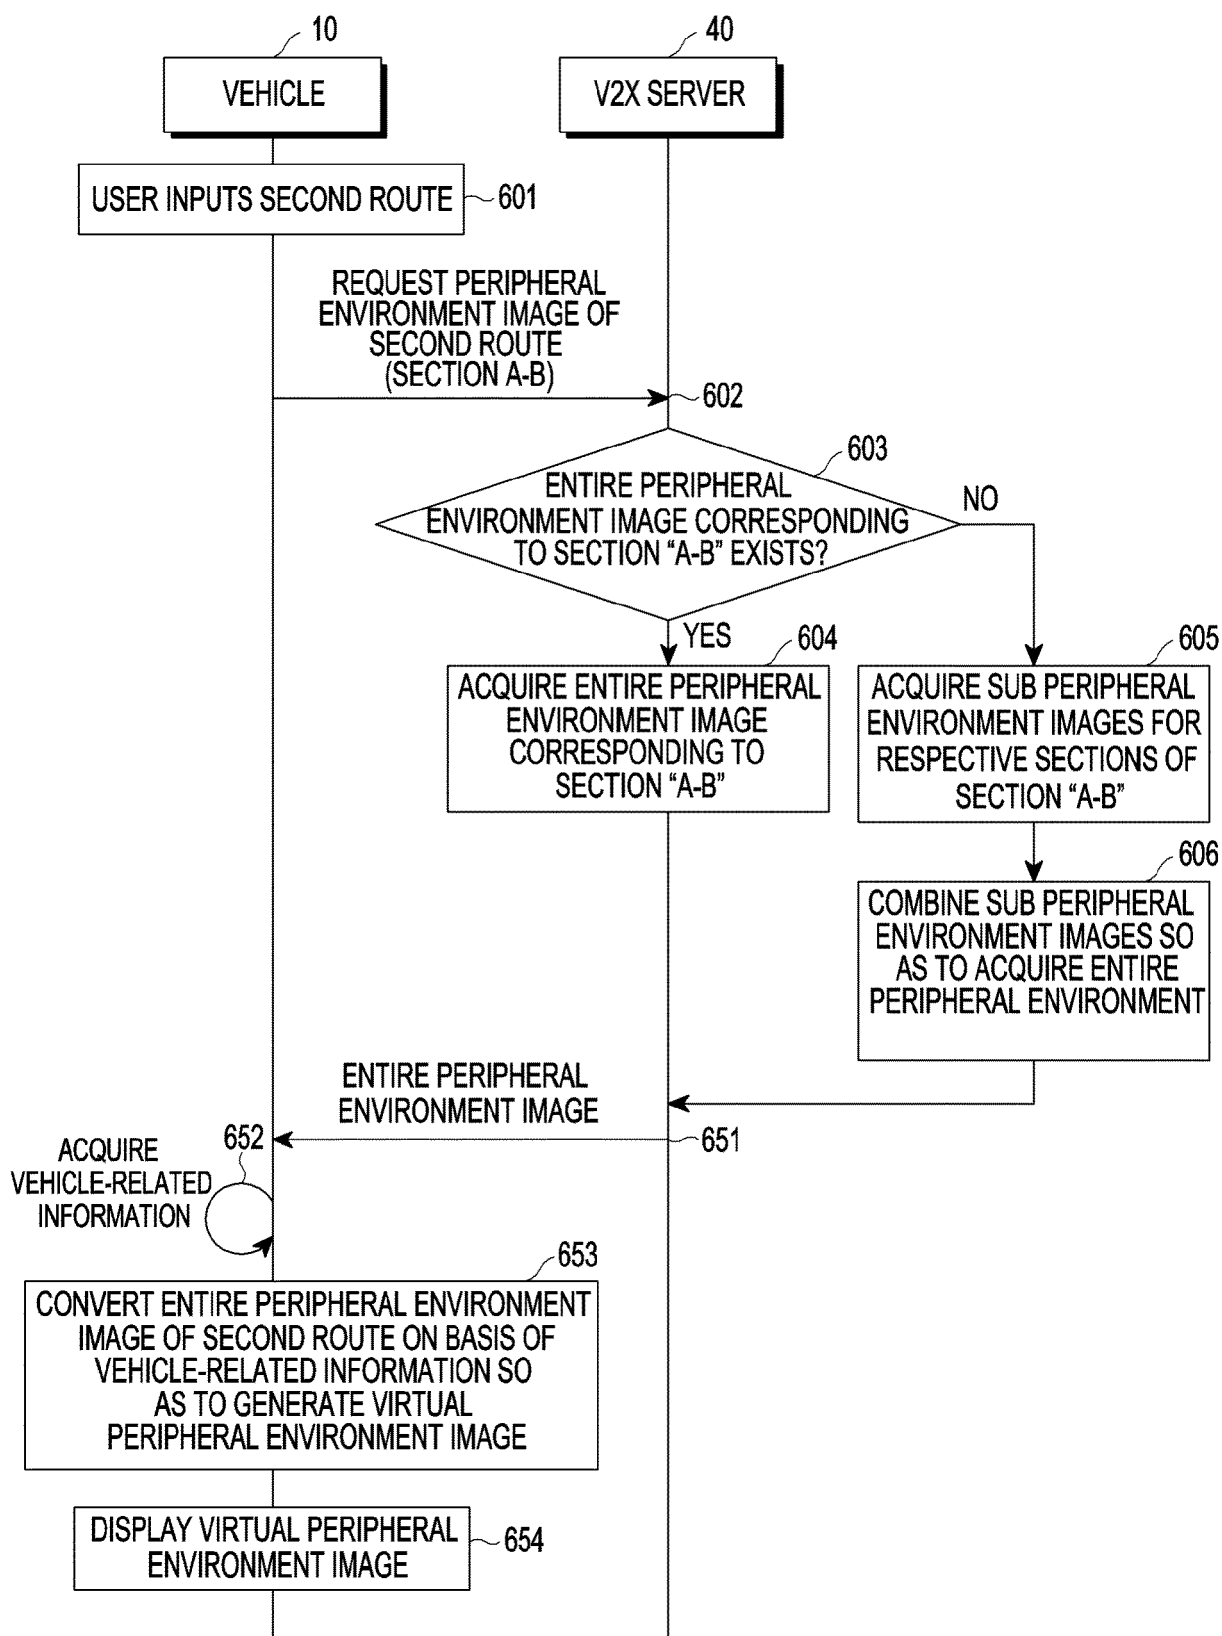 10
40
VEHICLE
V2X SERVER
USER INPUTS SECOND ROUTE
601
REQUEST PERIPHERAL
ENVIRONMENT IMAGE OF
SECOND ROUTE
(SECTION A-B)
602
603
ENTIRE PERIPHERAL
ENVIRONMENT IMAGE CORRESPONDING
TO SECTION “A-B” EXISTS?
NO
YES
604
ACQUIRE ENTIRE PERIPHERAL
ENVIRONMENT IMAGE
CORRESPONDING TO
SECTION “A-B”
605
ACQUIRE SUB PERIPHERAL
ENVIRONMENT IMAGES FOR
RESPECTIVE SECTIONS OF
SECTION “A-B”
606
COMBINE SUB PERIPHERAL
ENVIRONMENT IMAGES SO
AS TO ACQUIRE ENTIRE
PERIPHERAL ENVIRONMENT
ENTIRE PERIPHERAL
ENVIRONMENT IMAGE
651
652
ACQUIRE
VEHICLE-RELATED
INFORMATION
653
CONVERT ENTIRE PERIPHERAL ENVIRONMENT
IMAGE OF SECOND ROUTE ON BASIS OF
VEHICLE-RELATED INFORMATION SO
AS TO GENERATE VIRTUAL
PERIPHERAL ENVIRONMENT IMAGE
DISPLAY VIRTUAL PERIPHERAL
ENVIRONMENT IMAGE
654